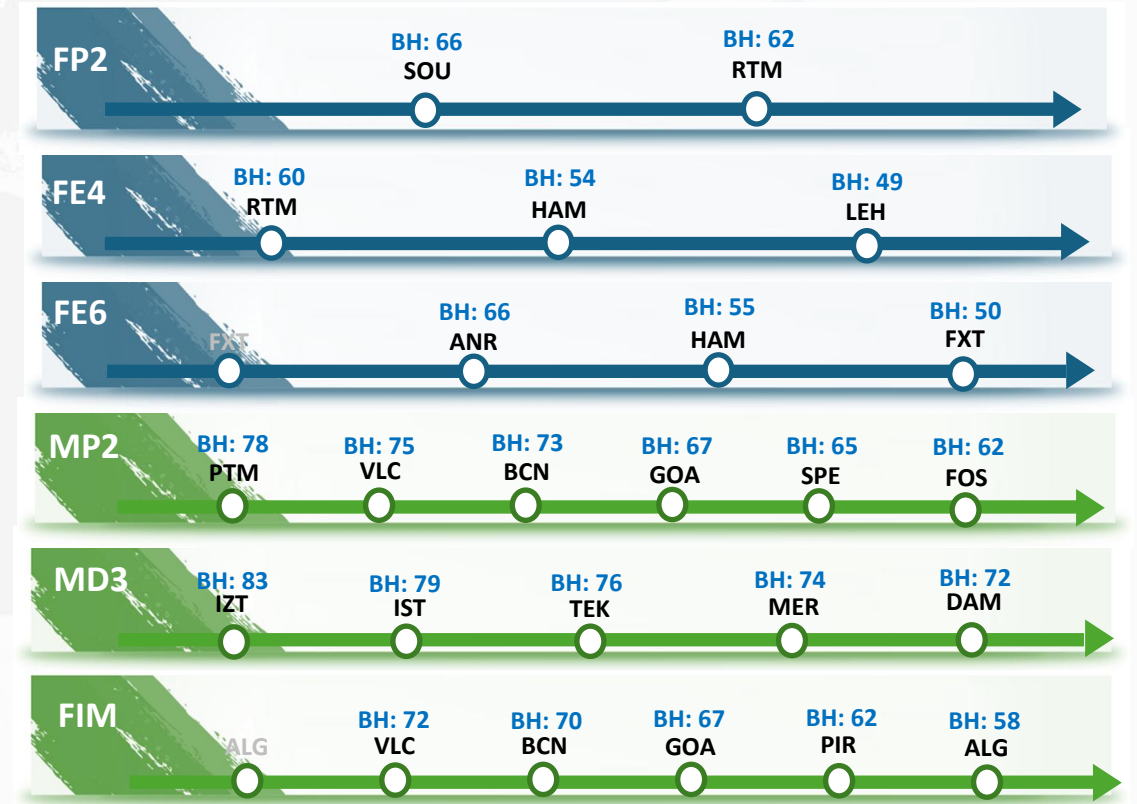 FP2
BH: 66
SOU
BH: 62
RTM
FE4
BH: 60
RTM
BH: 54
HAM
BH: 49
LEH
FE6
FXT
BH: 66
ANR
BH: 55
HAM
BH: 50
FXT
MP2
BH: 78
PTM
BH: 75
VLC
BH: 73
BCN
BH: 67
GOA
BH: 65
SPE
BH: 62
FOS
MD3
BH: 83
IZT
BH: 79
IST
BH: 76
TEK
BH: 74
MER
BH: 72
DAM
FIM
ALG
BH: 72
VLC
BH: 70
BCN
BH: 67
GOA
BH: 62
PIR
BH: 58
ALG